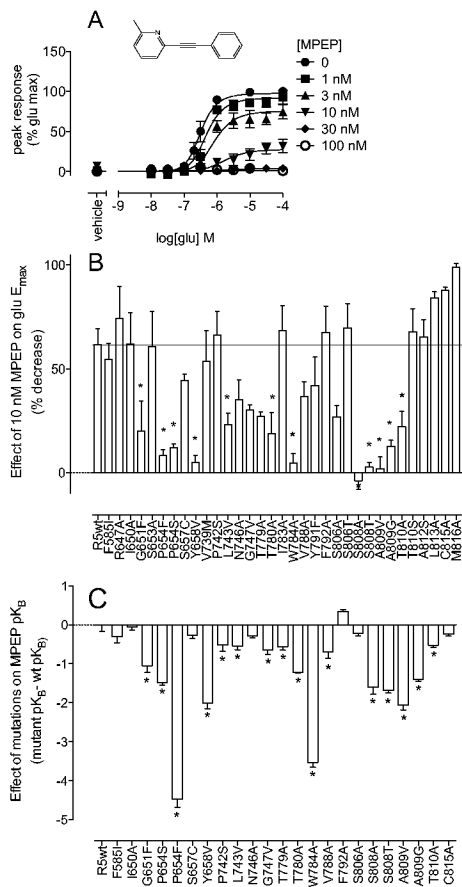 A
N
[MPEP]
0
1 nM
3 nM
10 nM
30 nM
100 nM
peak response
(% glu max)
150
100
50
0
vehicle
-9 -8 -7 -6 -5 -4
log[glu] M
B
Effect of 10 nM MPEP on glu Emax
(% decrease)
100
50
0
* * * * * * * * * * * *
R5wt
F585I
R647A
I650A
G651F
S653A
P654F
P654S
S657C
Y658V
V739M
P742S
L743V
N746A
G747V
T779A
T780A
I783A
W784A
V788A
Y791F
F792A
S806A
S806T
S808A
S808T
A809V
A809G
T810A
T810S
A812S
L813A
C815A
M816A
C
Effect of mutations on MPEP pKB
(mutant pKB- wt pKB)
1
0
-1
-2
-3
-4
-5
* * * * * * * * * * * * * * *
R5wt
F585I
I650A
G651F
P654S
P654F
S657C
Y658V
P742S
L743V
N746A
G747V
T779A
T780A
W784A
V788A
F792A
S806A
S808A
S808T
A809V
A809G
T810A
C815A